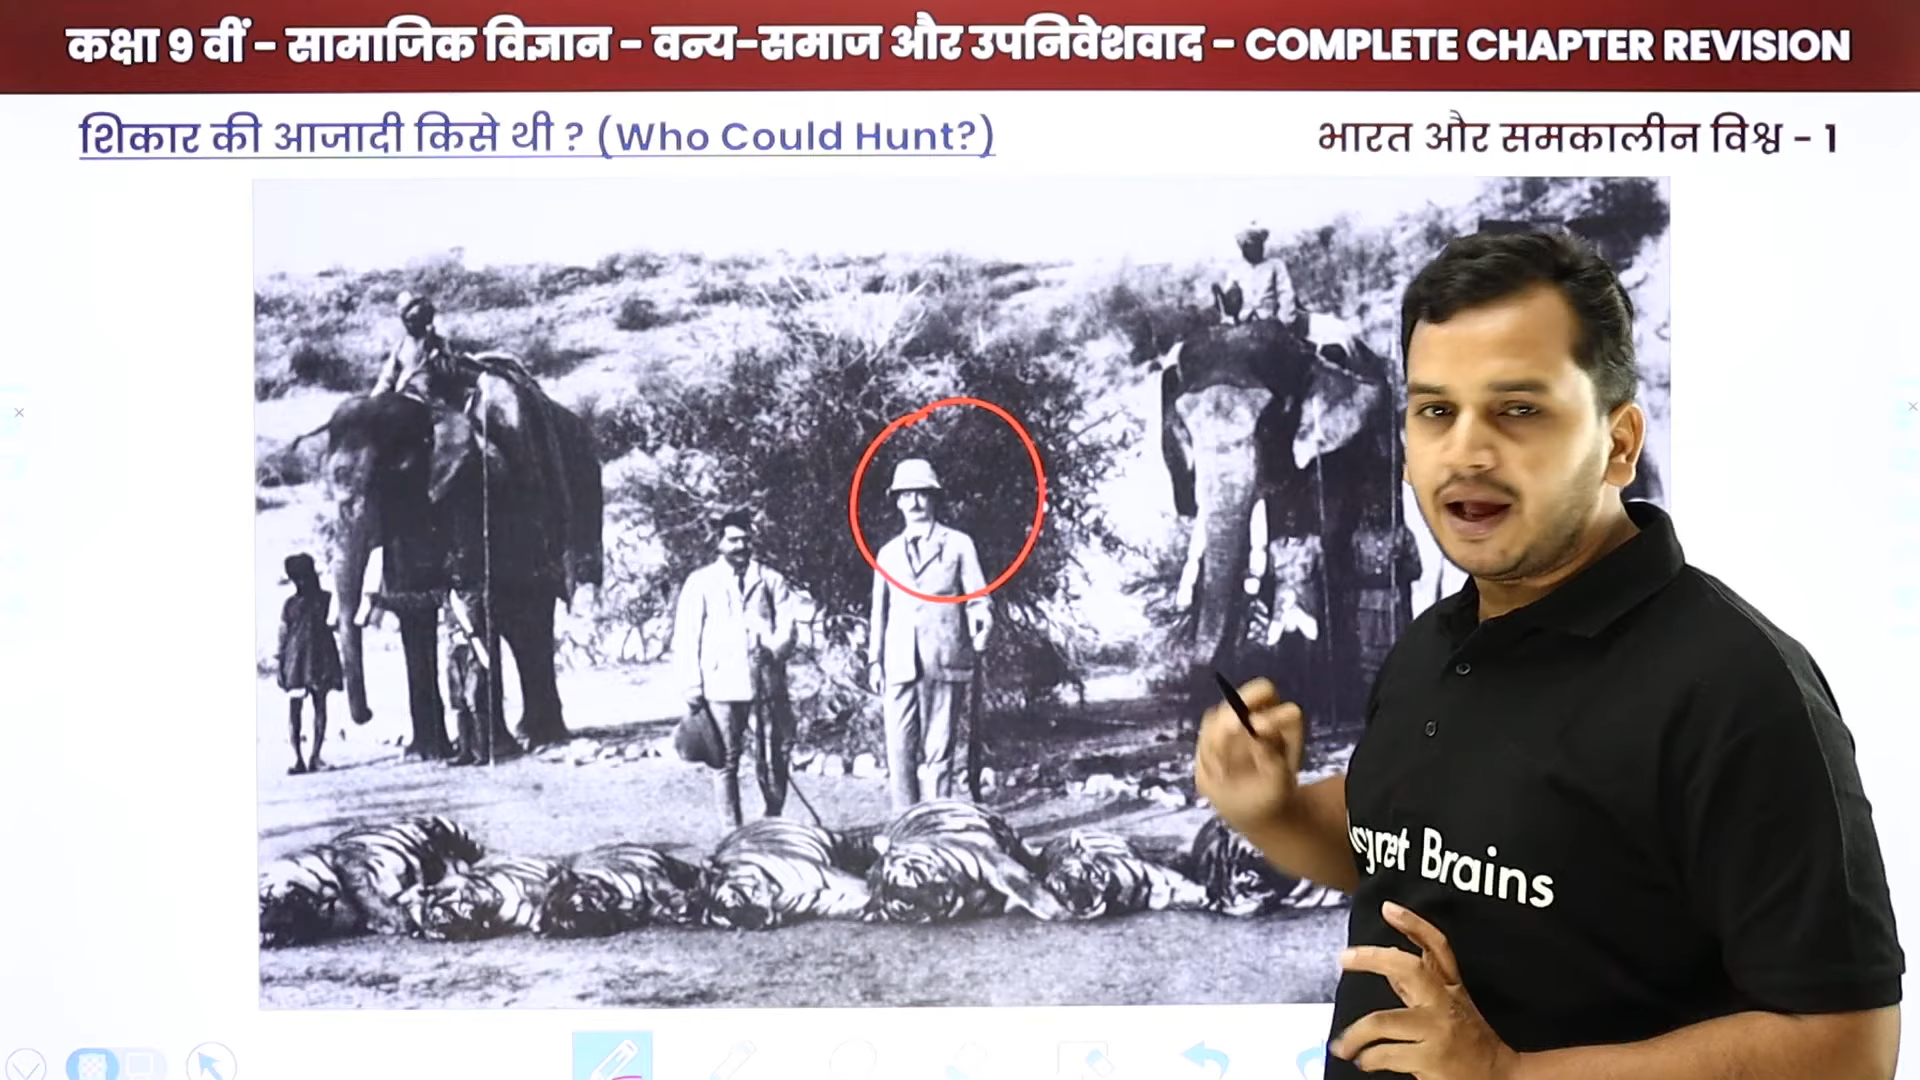 कक्षा 9 वीं - सामाजिक विज्ञान - वन्य-समाज और उपनिवेशवाद - COMPLETE CHAPTER REVISION
शिकार की आजादी किसे थी ? (Who Could Hunt?)
भारत और समकालीन विश्व - 1
Brains